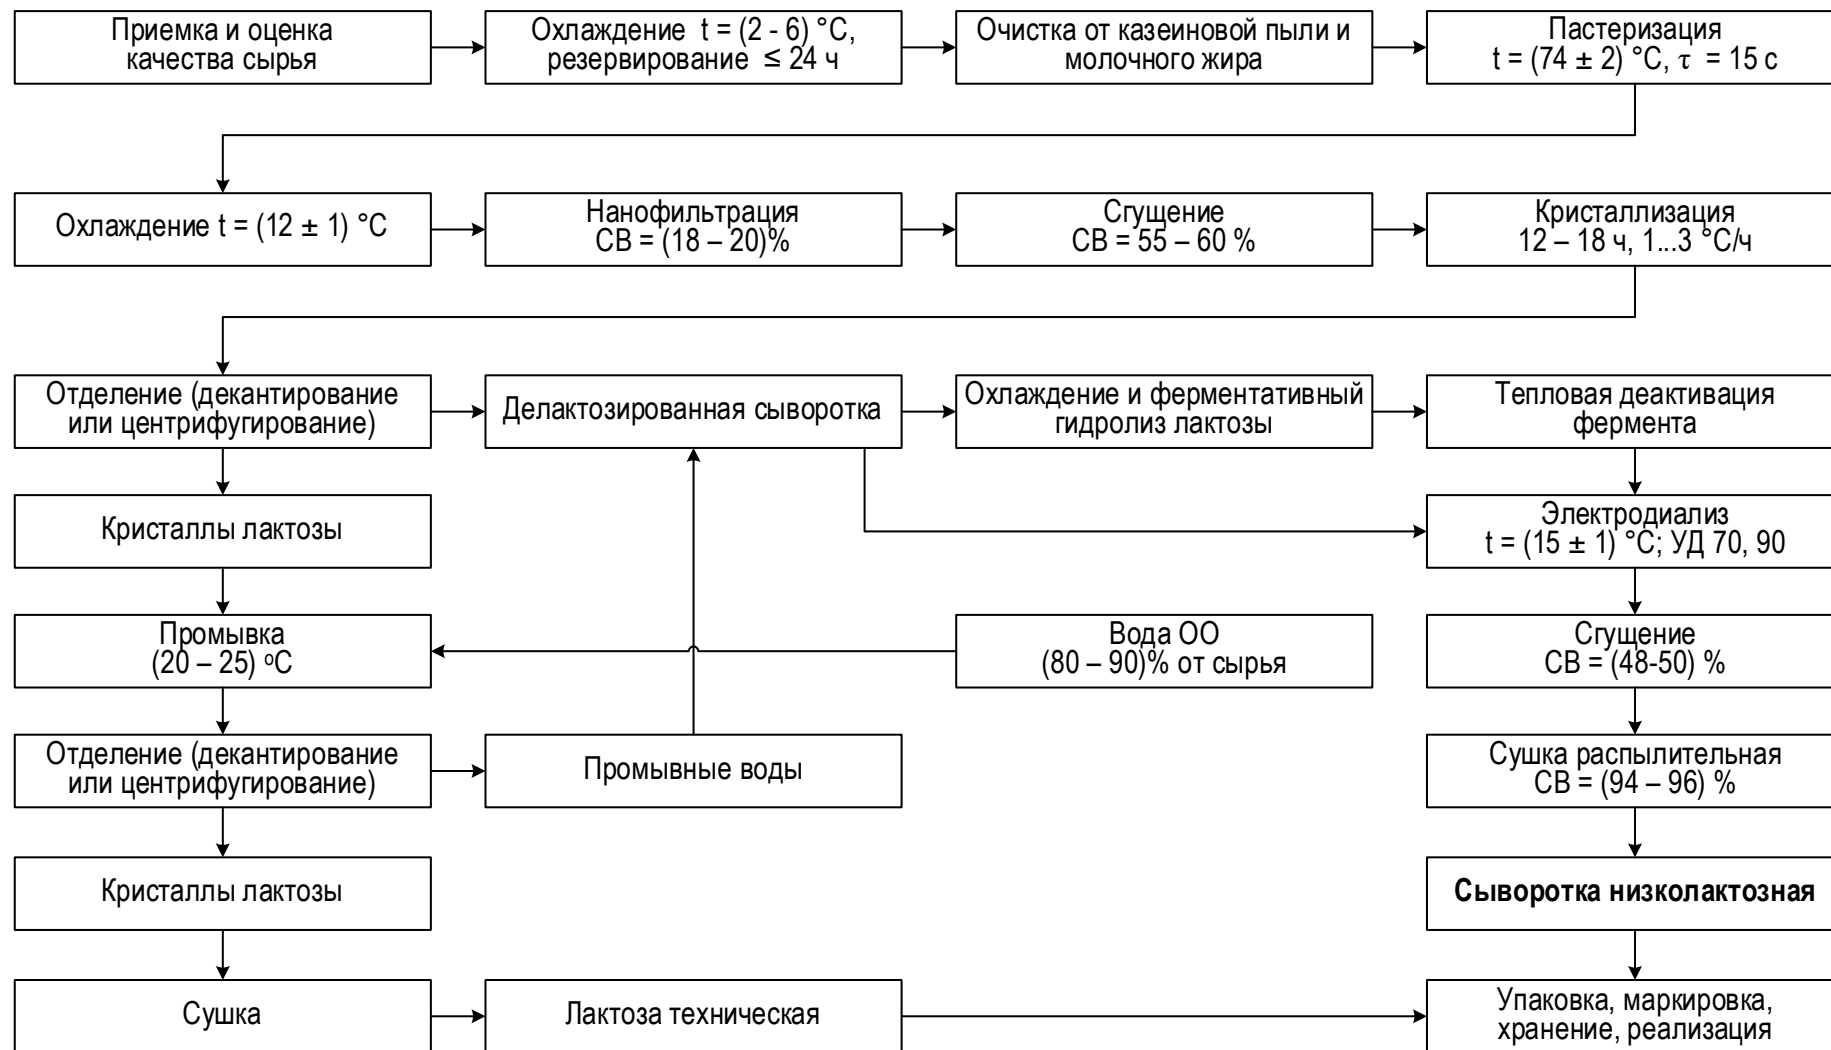 Приемка и оценка
качества сырья
Охлаждение t = (2 - 6) °C,
резервирование ≤ 24 ч
Очистка от казеиновой пыли и
молочного жира
Пастеризация
t = (74 ± 2) °C, τ = 15 с
Охлаждение t = (12 ± 1) °C
Нанофильтрация
СВ = (18 – 20)%
Сгущение
СВ = 55 – 60 %
Кристаллизация
12 – 18 ч, 1...3 °C/ч
Отделение (декантирование
или центрифугирование)
Делактозированная сыворотка
Охлаждение и ферментативный
гидролиз лактозы
Тепловая деактивация
фермента
Кристаллы лактозы
Электродиализ
t = (15 ± 1) °C; УД 70, 90
Промывка
(20 – 25) ºC
Вода ОО
(80 – 90)% от сырья
Сгущение
СВ = (48-50) %
Отделение (декантирование
или центрифугирование)
Промывные воды
Сушка распылительная
СВ = (94 – 96) %
Кристаллы лактозы
Сыворотка низколактозная
Сушка
Лактоза техническая
Упаковка, маркировка,
хранение, реализация